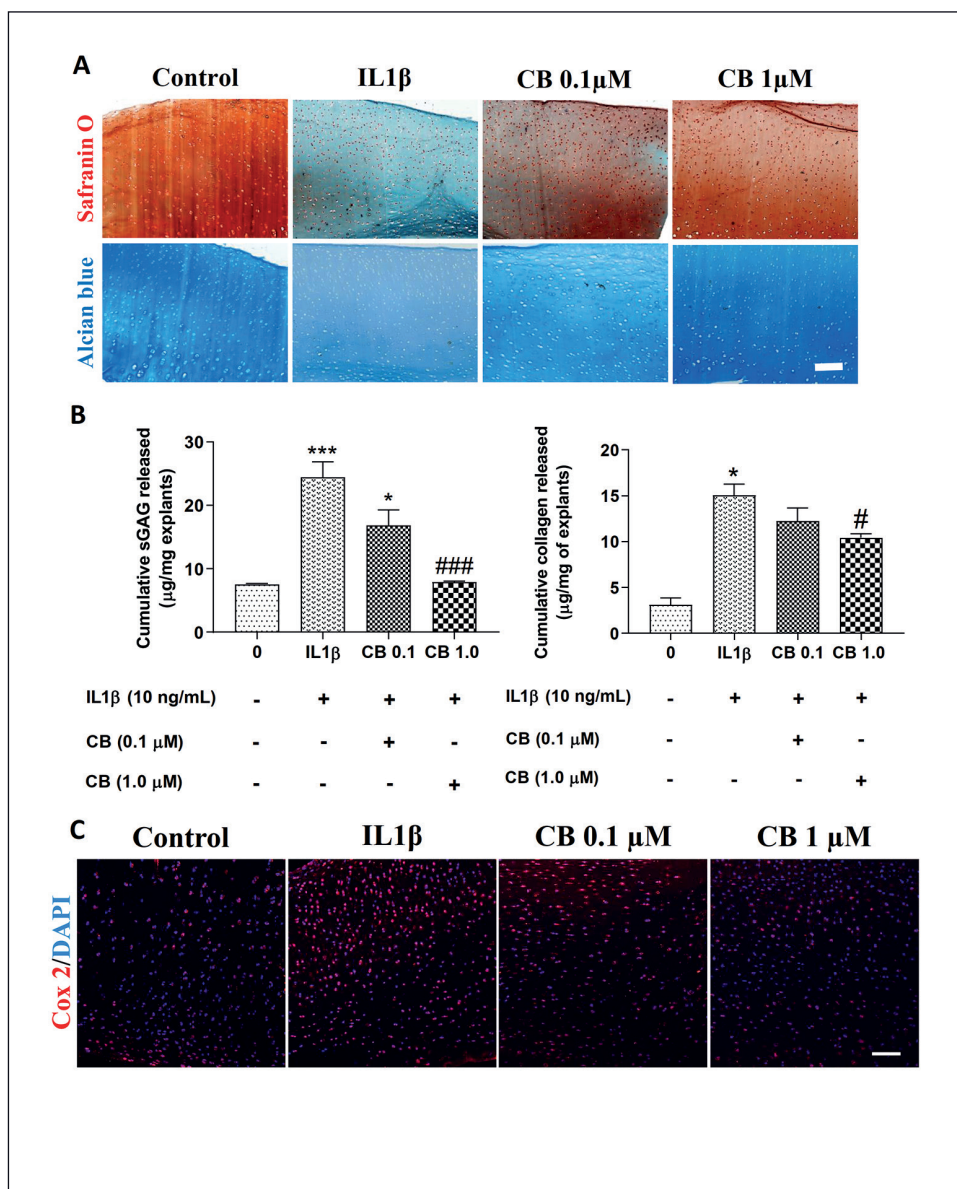 A
Control IL1β CB 0.1μM CB 1μM
Safranin O
Alcian blue
B
Cumulative sGAG released
(μg/mg explants)
30
20
10
0
***
*
###
0 IL1β CB 0.1 CB 1.0
IL1β (10 ng/mL) - + + +
CB (0.1 μM) - - + -
CB (1.0 μM) - - - +
Cumulative collagen released
(μg/mg of explants)
20
15
10
5
0
*
#
0 IL1β CB 0.1 CB 1.0
IL1β (10 ng/mL) - + + +
CB (0.1 μM) - - + -
CB (1.0 μM) - - - +
C
Control IL1β CB 0.1 μM CB 1 μM
Cox 2/DAPI